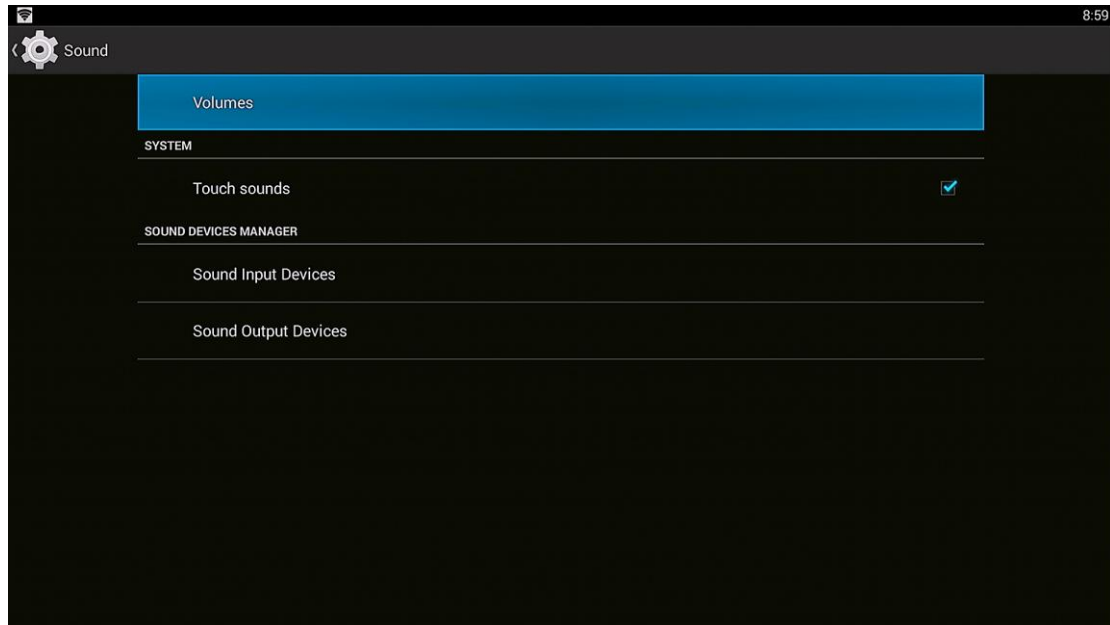 8:59
Sound
Volumes
SYSTEM
Touch sounds
SOUND DEVICES MANAGER
Sound Input Devices
Sound Output Devices